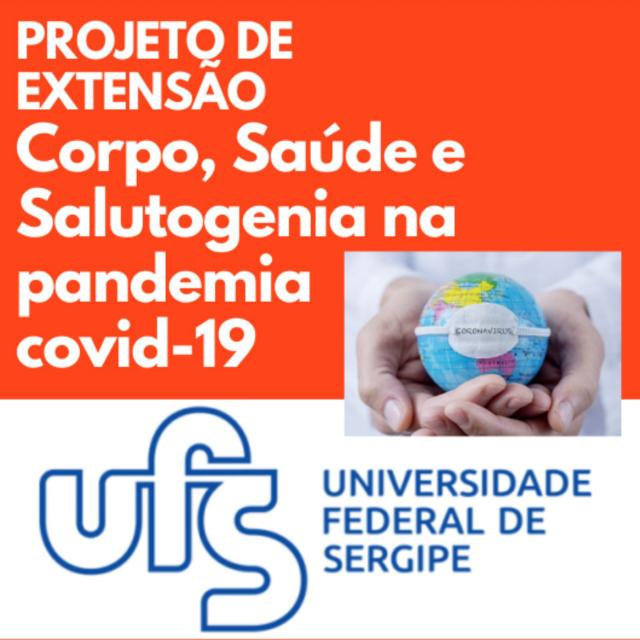 PROJETO DE
EXTENSÃO
Corpo, Saúde e
Salutogenia na
pandemia
covid-19
CORONAVIRUS
ufs
UNIVERSIDADE
FEDERAL DE
SERGIPE